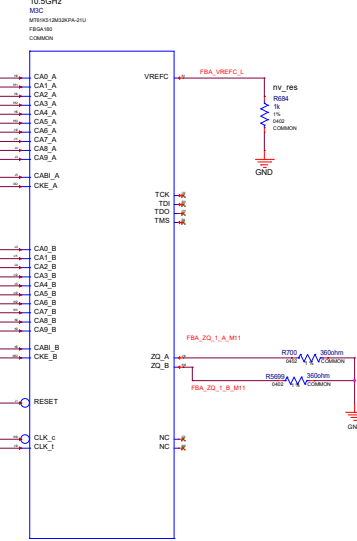 10.5GHz
M3C
MT61K512M32KPA-21U
FBGA180
COMMON
CA0_A
CA1_A
CA2_A
CA3_A
CA4_A
CA5_A
CA6_A
CA7_A
CA8_A
CA9_A
CABI_A
CKE_A
CA0_B
CA1_B
CA2_B
CA3_B
CA4_B
CA5_B
CA6_B
CA7_B
CA8_B
CA9_B
CABI_B
CKE_B
RESET
CLK_c
CLK_t
VREFC
FBA_VREFC_L
nv_res
R684
1k
1%
0402
COMMON
GND
TCK
TDI
TDO
TMS
FBA_ZQ_1_A_M11
ZQ_A
ZQ_B
R700 360ohm
0402 COMMON
R5699 360ohm
0402 COMMON
FBA_ZQ_1_B_M11
GN
NC
NC